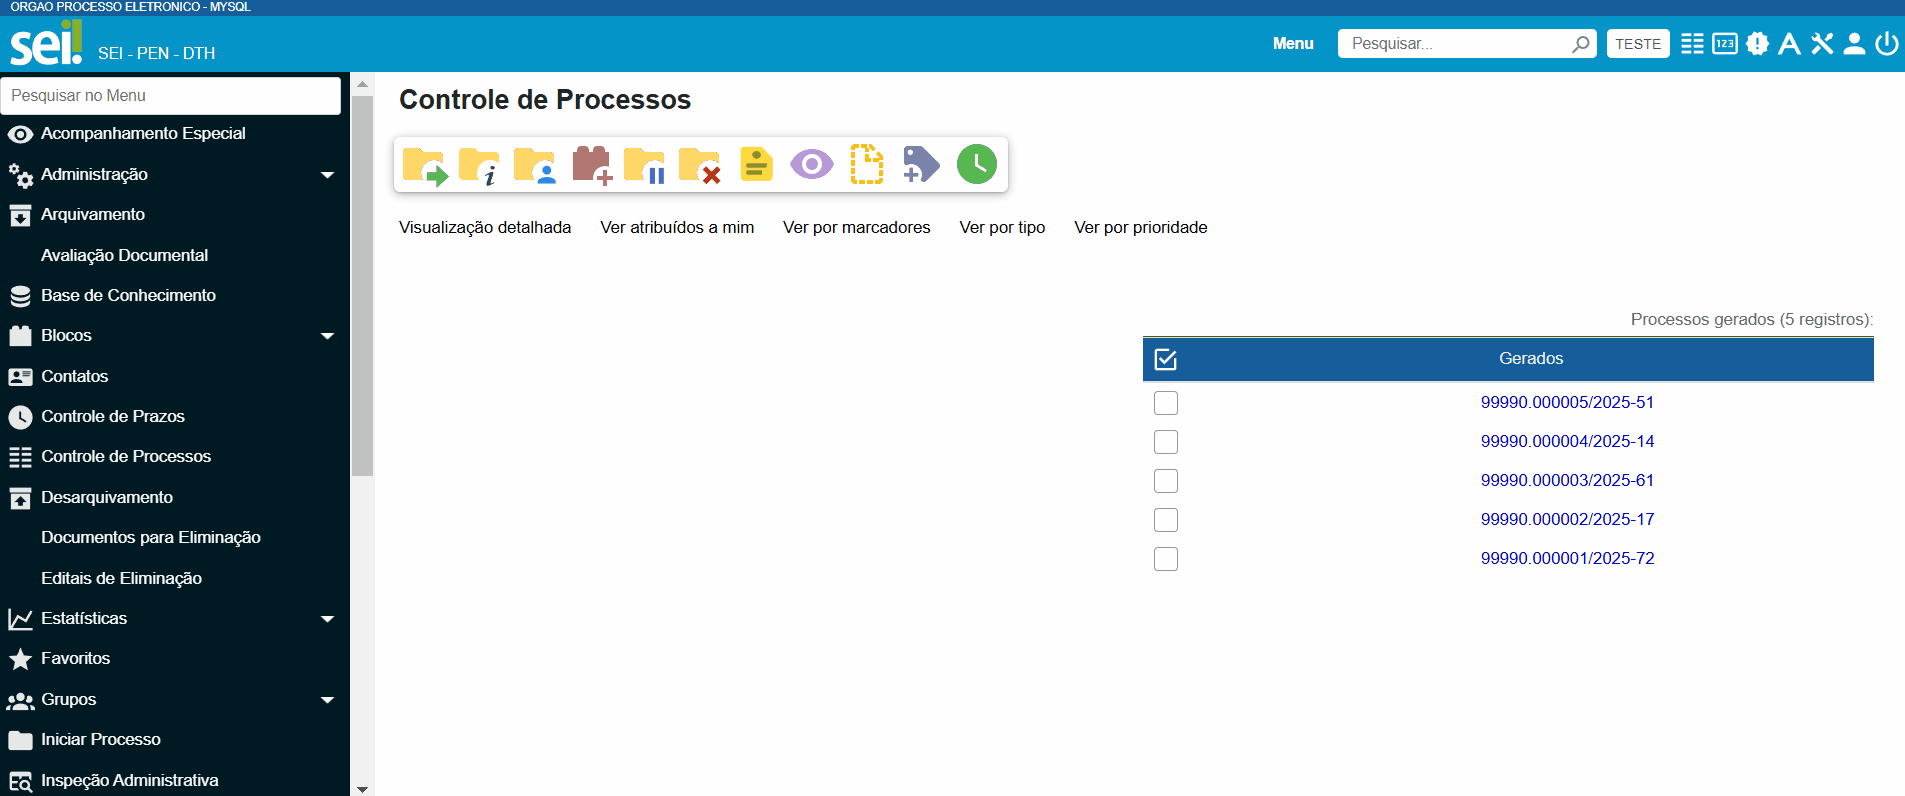 ORGAO PROCESSO ELETRONICO - MYSQL
sei!
SEI - PEN - DTH
Menu
Pesquisar...
TESTE
123
Pesquisar no Menu
Acompanhamento Especial
Administração
Arquivamento
Avaliação Documental
Base de Conhecimento
Blocos
Contatos
Controle de Prazos
Controle de Processos
Desarquivamento
Documentos para Eliminação
Editais de Eliminação
Estatísticas
Favoritos
Grupos
Iniciar Processo
Inspeção Administrativa
Controle de Processos
Visualização detalhada
Ver atribuídos a mim
Ver por marcadores
Ver por tipo
Ver por prioridade
Processos gerados (5 registros):
Gerados
99990.000005/2025-51
99990.000004/2025-14
99990.000003/2025-61
99990.000002/2025-17
99990.000001/2025-72